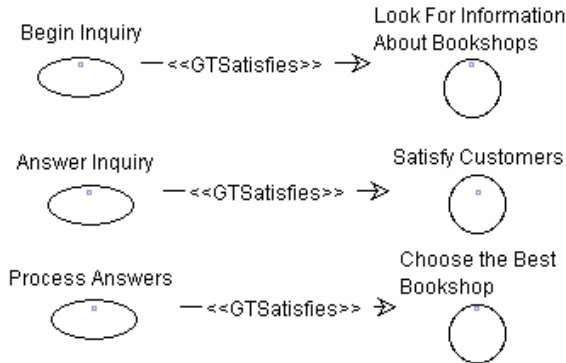 Begin Inquiry
<<GTSatisfies>>
Look For Information
About Bookshops
Answer Inquiry
<<GTSatisfies>>
Satisfy Customers
Process Answers
<<GTSatisfies>>
Choose the Best
Bookshop